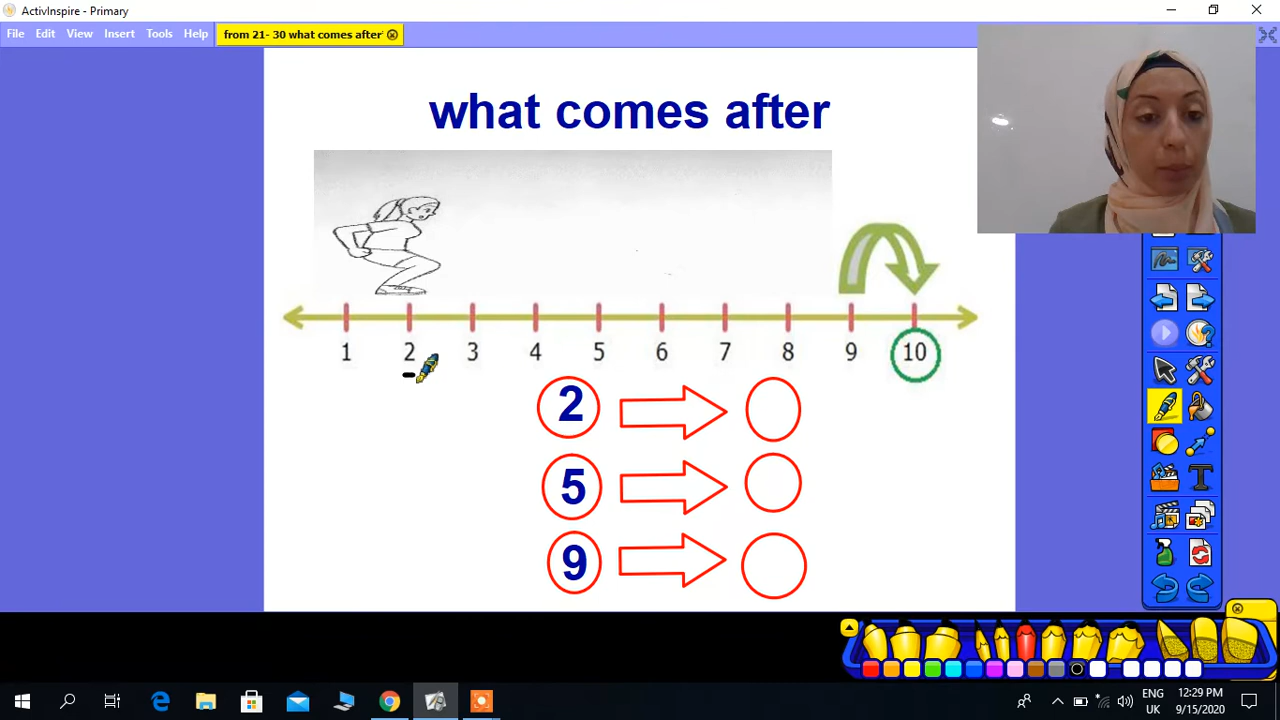 ActivInspire - Primary
File Edit View Insert Tools Help from 21- 30 what comes after'
what comes after
1 2 3 4 5 6 7 8 9 10
2
5
9
ENG 12:29 PM
UK 9/15/2020